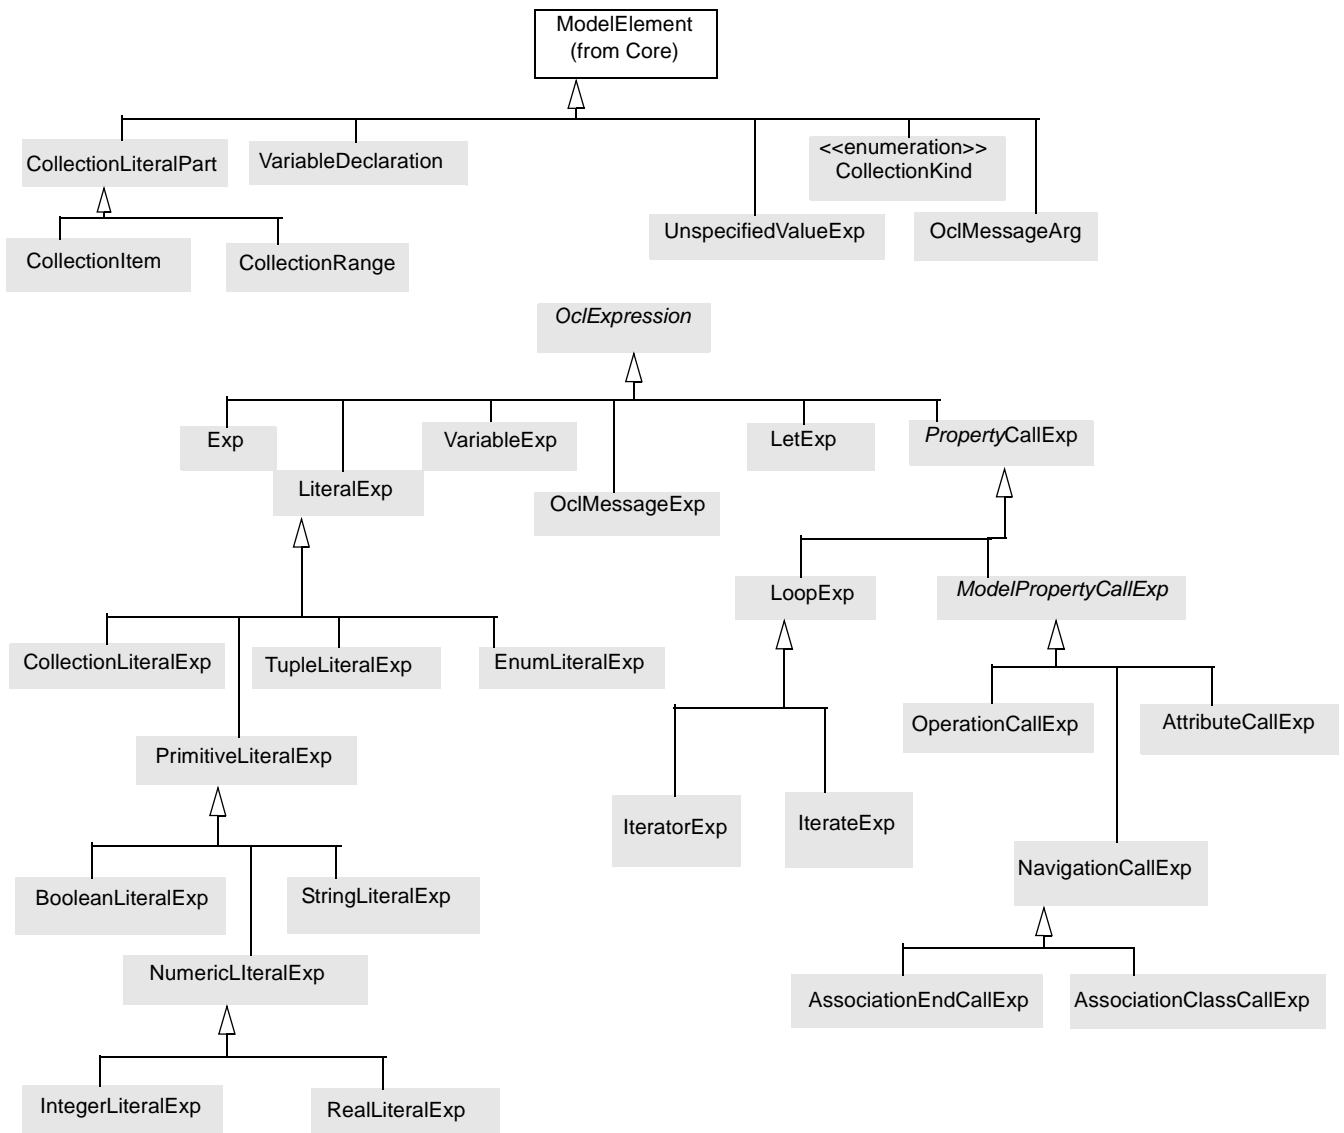 ModelElement
(from Core)
CollectionLiteralPart
VariableDeclaration
<<enumeration>>
CollectionKind
UnspecifiedValueExp
OclMessageArg
CollectionItem
CollectionRange
OclExpression
Exp
LiteralExp
VariableExp
OclMessageExp
LetExp
PropertyCallExp
LoopExp
ModelPropertyCallExp
CollectionLiteralExp
TupleLiteralExp
EnumLiteralExp
PrimitiveLiteralExp
OperationCallExp
AttributeCallExp
IteratorExp
IterateExp
NavigationCallExp
BooleanLiteralExp
StringLiteralExp
NumericLIteralExp
AssociationEndCallExp
AssociationClassCallExp
IntegerLiteralExp
RealLiteralExp